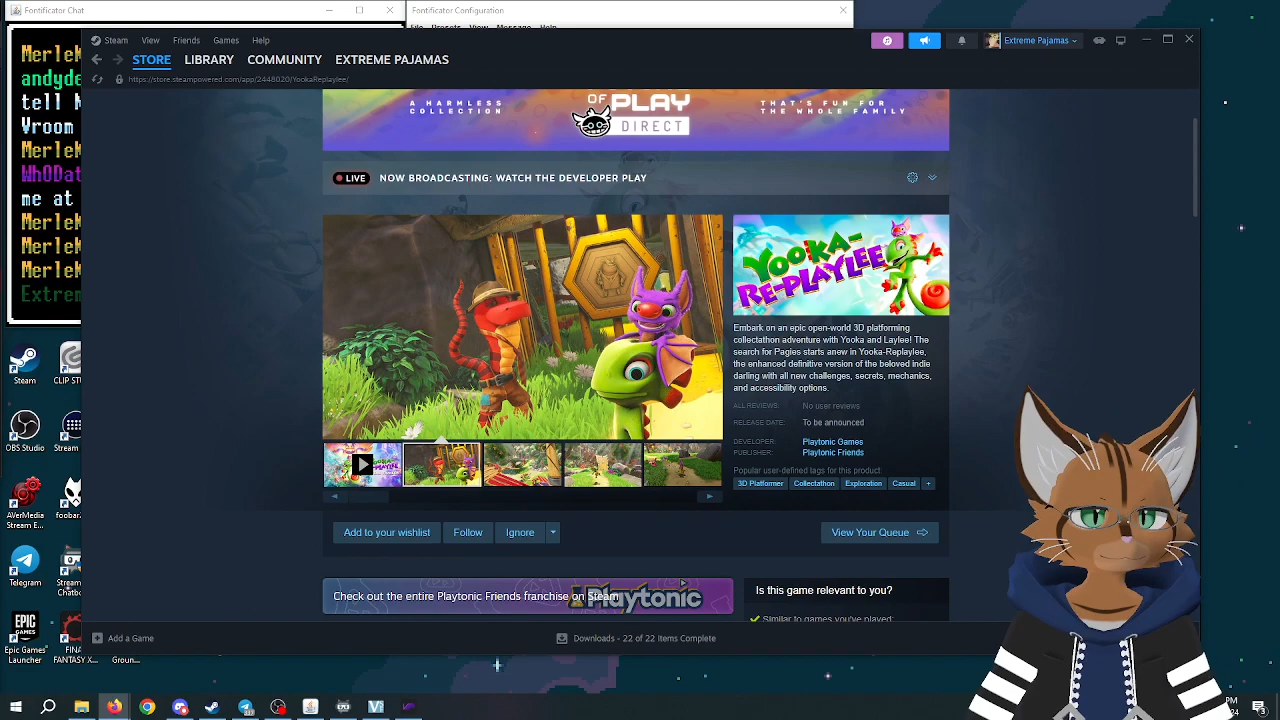 Fontificator Chat
Fontificator Configuration
Merle
andyde
tell
Vroom
Merle
WhODat
me at
Merle
Merle
Merle
Extrem
Steam View Friends Games Help
Extreme Pajamas
STORE LIBRARY COMMUNITY EXTREME PAJAMAS
https://store.steampowered.com/app/2448020/YookaReplaylee/
A HARMLESS
COLLECTION
OF PLAY
DIRECT
THAT'S FUN FOR
THE WHOLE FAMILY
LIVE NOW BROADCASTING: WATCH THE DEVELOPER PLAY
YOOKA-
RE-PLAYLEE
Embark on an epic open-world 3D platforming
collectathon adventure with Yooka and Laylee! The
search for Pagies starts anew in Yooka-Replaylee,
the enhanced definitive version of the beloved indie
darling with all new challenges, secrets, mechanics,
and accessibility options.
ALL REVIEWS: No user reviews
RELEASE DATE: To be announced
DEVELOPER: Playtonic Games
PUBLISHER: Playtonic Friends
Popular user-defined tags for this product:
3D Platformer Collectathon Exploration Casual +
Add to your wishlist Follow Ignore
View Your Queue
Check out the entire Playtonic Friends franchise on Steam
Playtonic
Is this game relevant to you?
Similar to games you've played:
Add a Game
Downloads - 22 of 22 Items Complete
Steam
CLIP ST
OBS Studio
Stream
AVerMedia
Stream E
foobar
Telegram
Stream
Chatbo
EPIC
GAMES
Epic Games
FINAL
FANTASY X